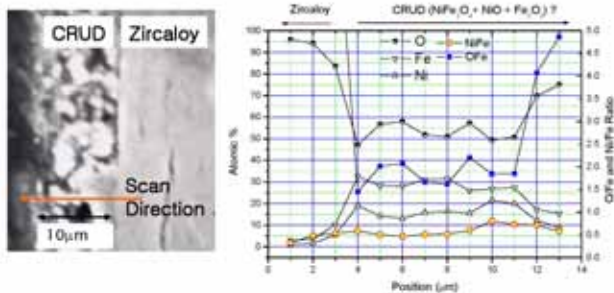 CRUD Zircaloy
Scan
Direction
10μm
Zircaloy
CRUD (NiFe₂O₄+ NiO + Fe₂O₃) ?
O
Fe
Ni
Ni/Fe
O/Fe
Atomic %
100
90
80
70
60
50
40
30
20
10
0
5.0
4.5
4.0
3.5
3.0
2.5
2.0
1.5
1.0
0.5
0.0
O/Fe and Ni/Fe Ratio
0 1 2 3 4 5 6 7 8 9 10 11 12 13 14
Position (μm)